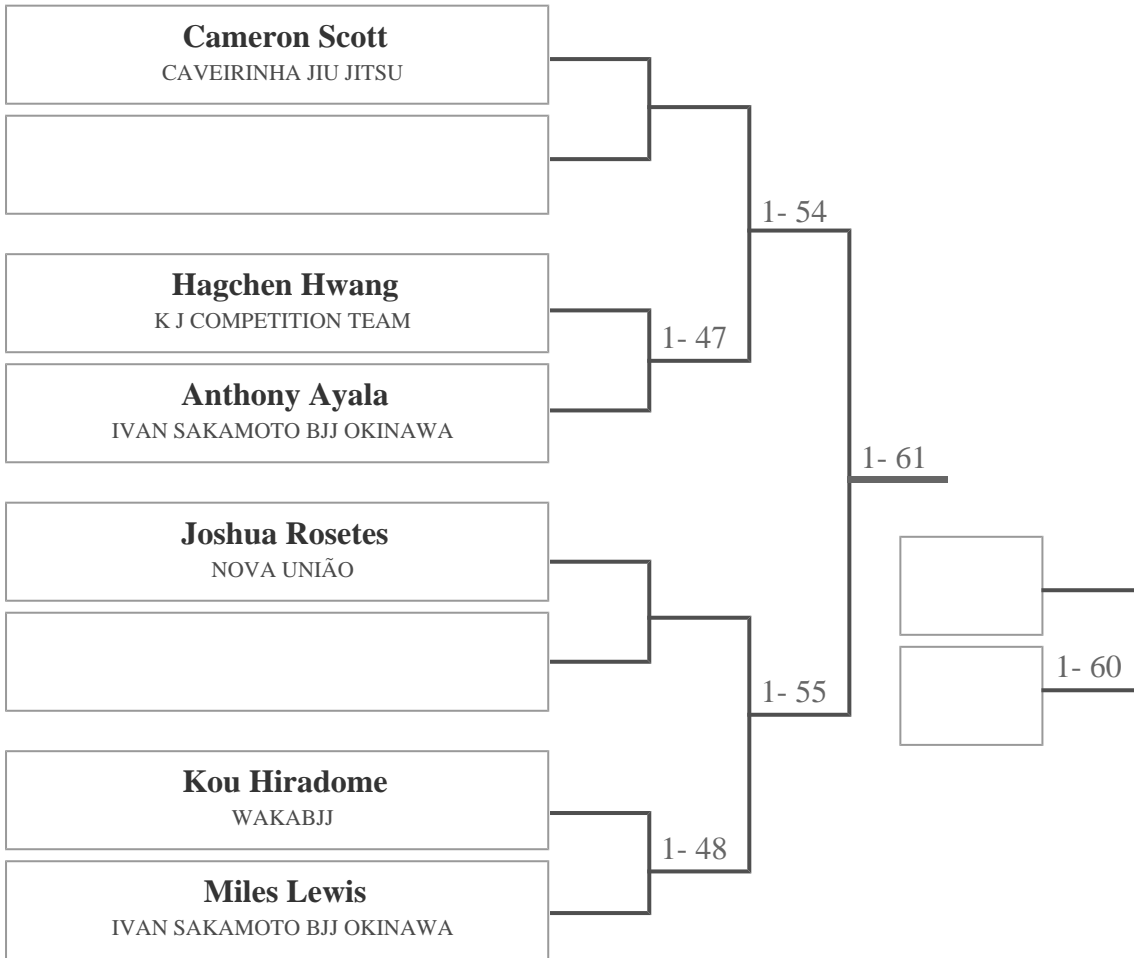 Cameron Scott
CAVEIRINHA JIU JITSU
1- 54
Hagchen Hwang
K J COMPETITION TEAM
1- 47
Anthony Ayala
IVAN SAKAMOTO BJJ OKINAWA
1- 61
Joshua Rosetes
NOVA UNIÃO
1- 60
1- 55
Kou Hiradome
WAKABJJ
1- 48
Miles Lewis
IVAN SAKAMOTO BJJ OKINAWA